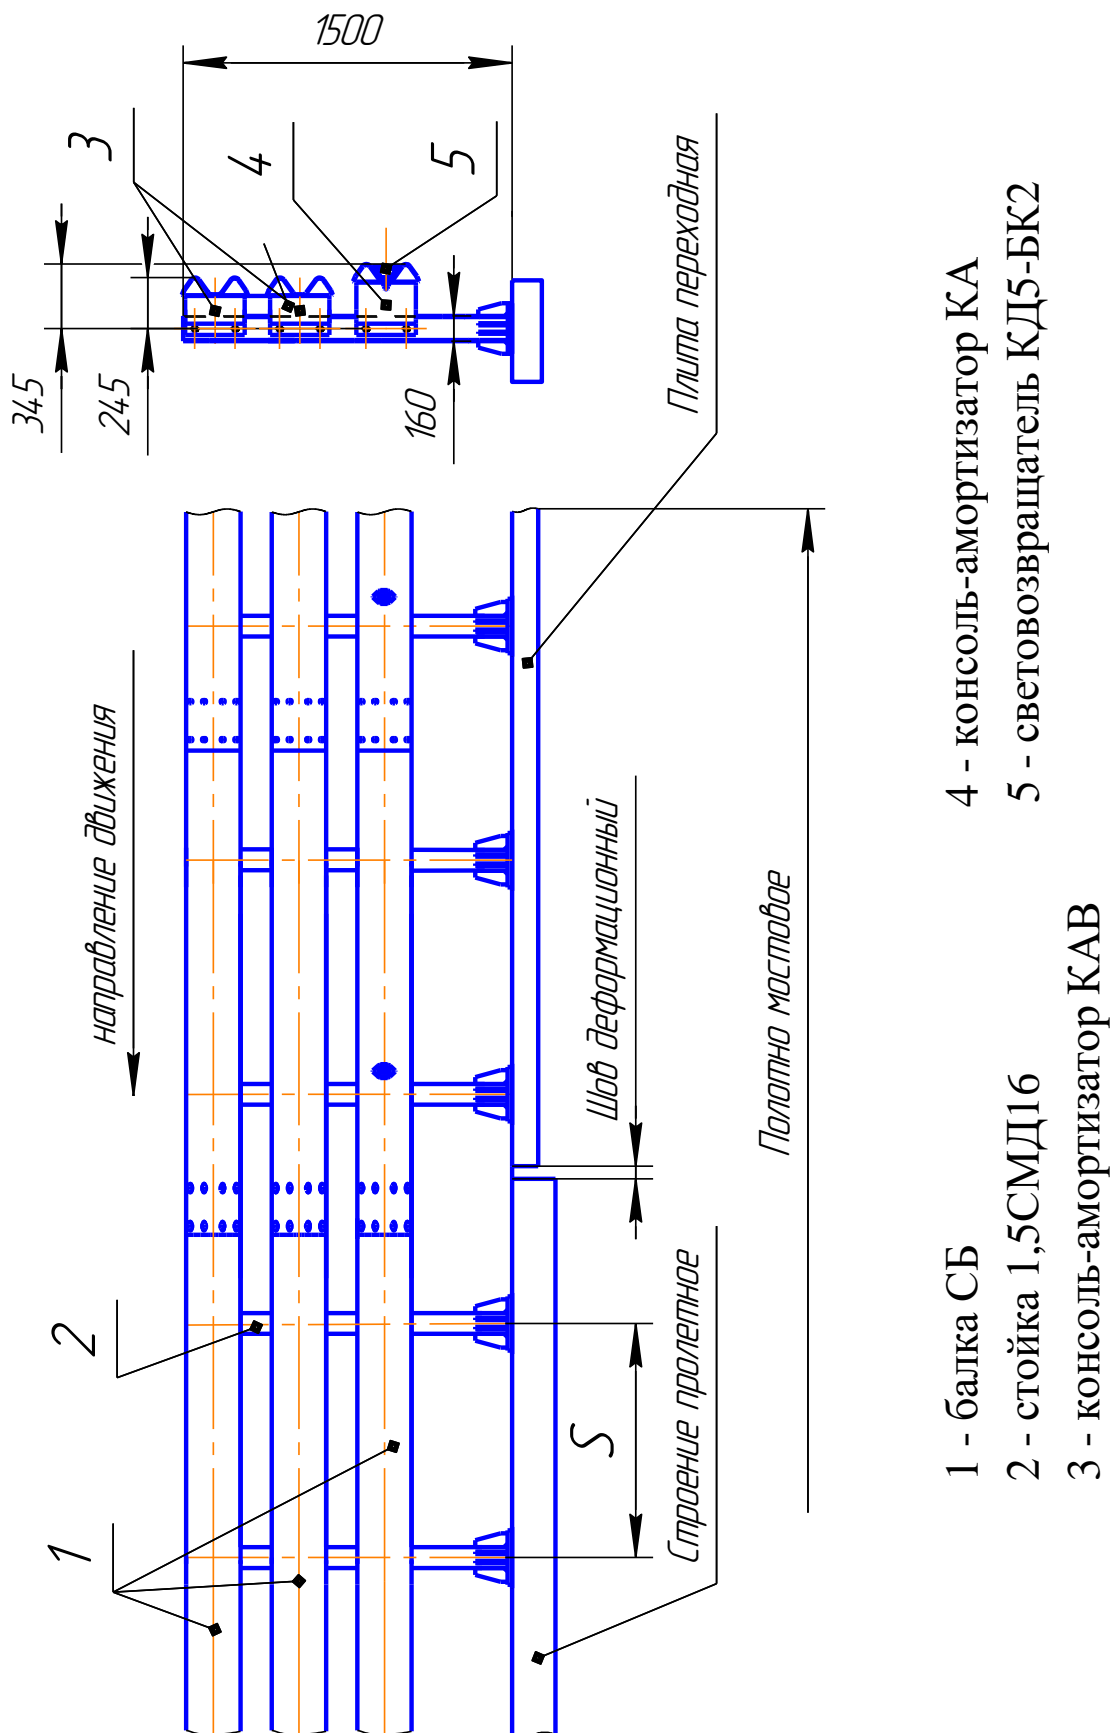 1500
345
245
160
3
4
5
Плита переходная
направление движения
Шов деформационный
Полотно мостовое
1
2
S
Строение пролетное
1 - балка СБ
2 - стойка 1,5СМД16
3 - консоль-амортизатор КАВ
4 - консоль-амортизатор КА
5 - световозвращатель КД5-БК2